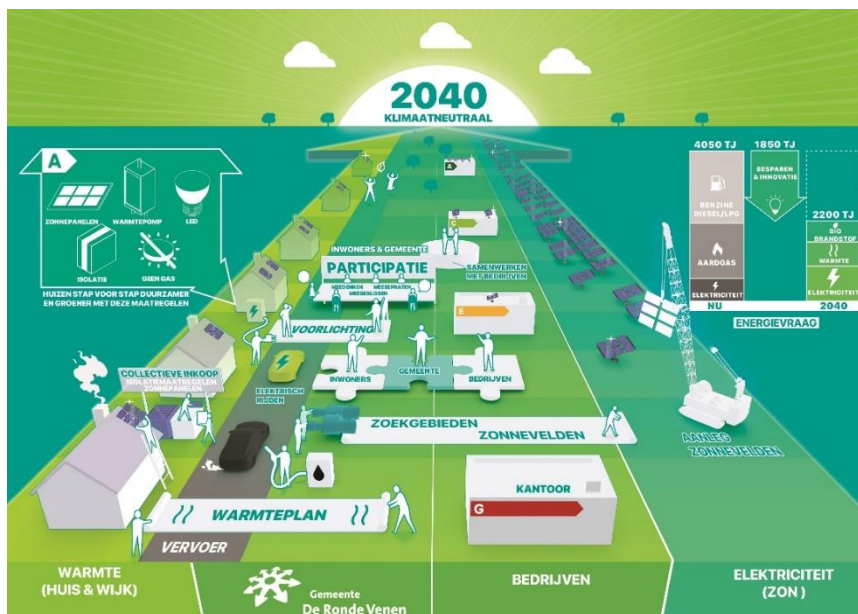 2040
KLIMAATNEUTRAAL
A
ZONNEPANELEN
WARMTEPOMP
LED
ISOLATIE
GEEN GAS
HUIZEN STAP VOOR STAP DUURZAMER
EN GROENER MET DEZE MAATREGELEN
4050 TJ
1850 TJ
BENZINE
DIESEL/LPG
AARDGAS
ELEKTRICITEIT
NU
BESPAREN
& INNOVATIE
2200 TJ
BIO
BRANDSTOF
WARMTE
ELEKTRICITEIT
2040
ENERGIEVRAAG
A
C
INWONERS & GEMEENTE
PARTICIPATIE
MEEDENKEN
MEEPRATEN
MEEBESLISSEN
SAMENWERKEN
MET BEDRIJVEN
E
VOORLICHTING
COLLECTIEVE INKOOP
ISOLATIEMAATREGELEN
ZONNEPANELEN
ELEKTRISCH
RIJDEN
INWONERS
GEMEENTE
BEDRIJVEN
ZOEKGEBIEDEN
ZONNEVELDEN
AANLEG
ZONNEVELDEN
KANTOOR
G
WARMTEPLAN
VERVOER
WARMTE
(HUIS & WIJK)
Gemeente
De Ronde Venen
BEDRIJVEN
ELEKTRICITEIT
(ZON )